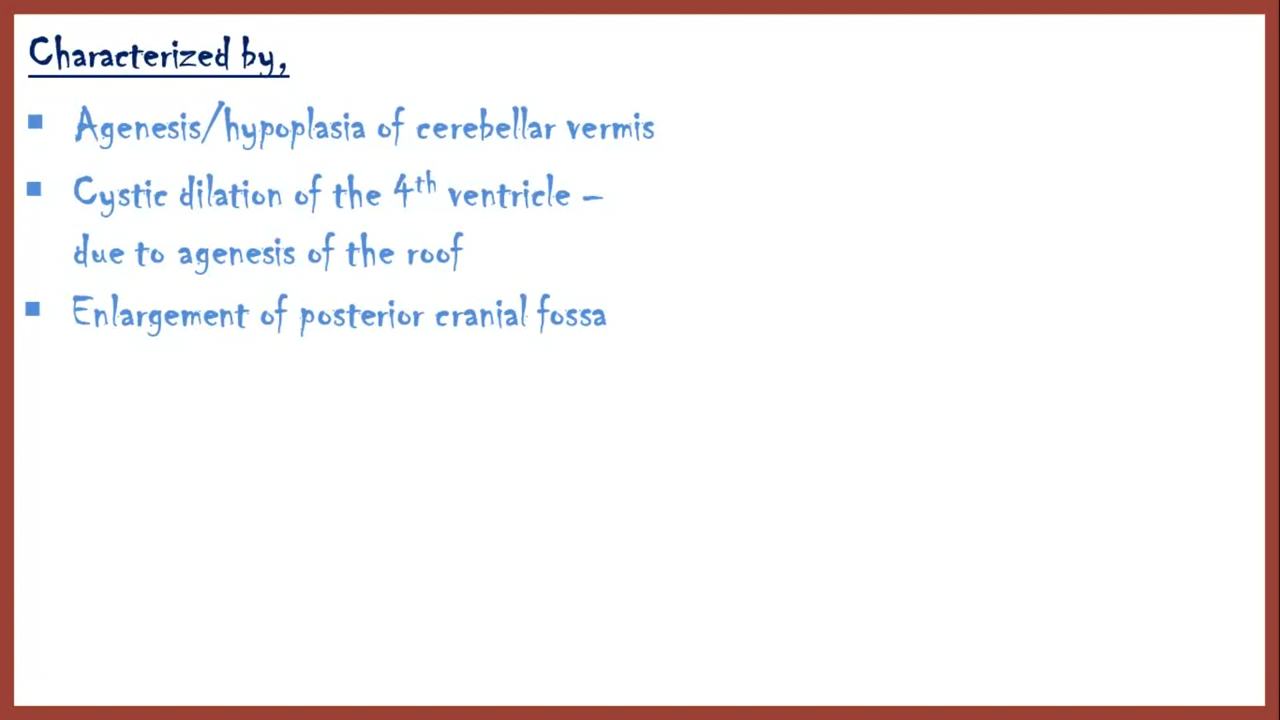 Characterized by,
▪ Agenesis/hypoplasia of cerebellar vermis
▪ Cystic dilation of the 4th ventricle –
due to agenesis of the roof
▪ Enlargement of posterior cranial fossa